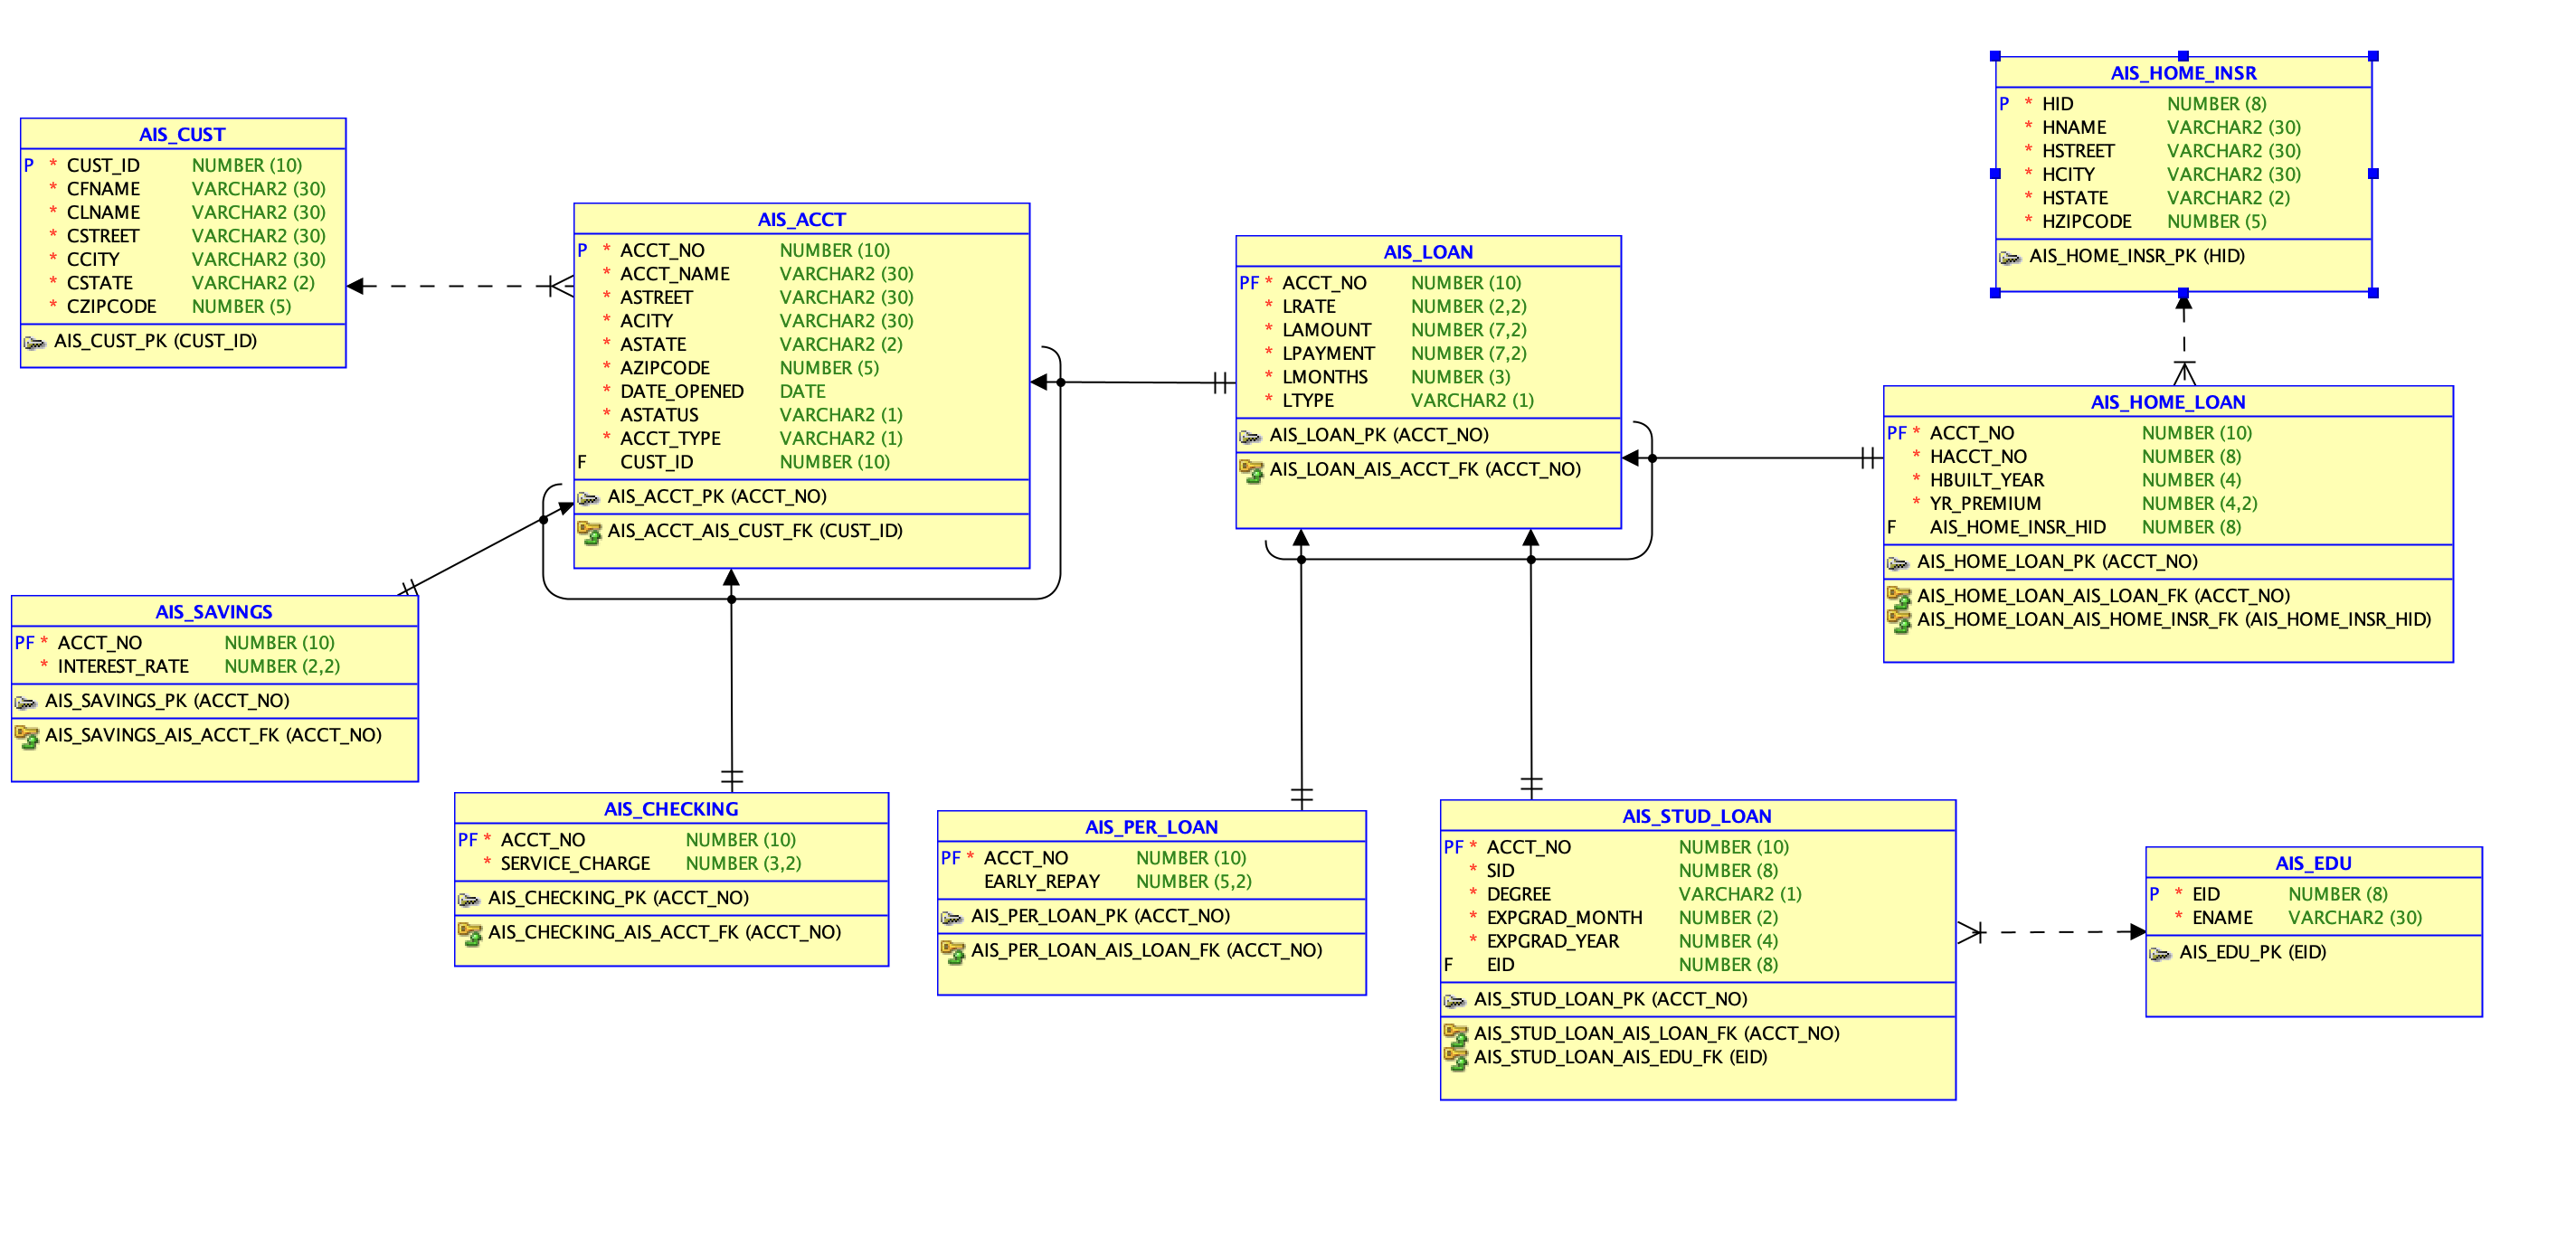 AIS_CUST
P * CUST_ID NUMBER (10)
* CFNAME VARCHAR2 (30)
* CLNAME VARCHAR2 (30)
* CSTREET VARCHAR2 (30)
* CCITY VARCHAR2 (30)
* CSTATE VARCHAR2 (2)
* CZIPCODE NUMBER (5)
AIS_CUST_PK (CUST_ID)
AIS_ACCT
P * ACCT_NO NUMBER (10)
* ACCT_NAME VARCHAR2 (30)
* ASTREET VARCHAR2 (30)
* ACITY VARCHAR2 (30)
* ASTATE VARCHAR2 (2)
* AZIPCODE NUMBER (5)
* DATE_OPENED DATE
* ASTATUS VARCHAR2 (1)
* ACCT_TYPE VARCHAR2 (1)
F CUST_ID NUMBER (10)
AIS_ACCT_PK (ACCT_NO)
AIS_ACCT_AIS_CUST_FK (CUST_ID)
AIS_LOAN
PF * ACCT_NO NUMBER (10)
* LRATE NUMBER (2,2)
* LAMOUNT NUMBER (7,2)
* LPAYMENT NUMBER (7,2)
* LMONTHS NUMBER (3)
* LTYPE VARCHAR2 (1)
AIS_LOAN_PK (ACCT_NO)
AIS_LOAN_AIS_ACCT_FK (ACCT_NO)
AIS_HOME_INSR
P * HID NUMBER (8)
* HNAME VARCHAR2 (30)
* HSTREET VARCHAR2 (30)
* HCITY VARCHAR2 (30)
* HSTATE VARCHAR2 (2)
* HZIPCODE NUMBER (5)
AIS_HOME_INSR_PK (HID)
AIS_HOME_LOAN
PF * ACCT_NO NUMBER (10)
* HACCT_NO NUMBER (8)
* HBUILT_YEAR NUMBER (4)
* YR_PREMIUM NUMBER (4,2)
F AIS_HOME_INSR_HID NUMBER (8)
AIS_HOME_LOAN_PK (ACCT_NO)
AIS_HOME_LOAN_AIS_LOAN_FK (ACCT_NO)
AIS_HOME_LOAN_AIS_HOME_INSR_FK (AIS_HOME_INSR_HID)
AIS_SAVINGS
PF * ACCT_NO NUMBER (10)
* INTEREST_RATE NUMBER (2,2)
AIS_SAVINGS_PK (ACCT_NO)
AIS_SAVINGS_AIS_ACCT_FK (ACCT_NO)
AIS_CHECKING
PF * ACCT_NO NUMBER (10)
* SERVICE_CHARGE NUMBER (3,2)
AIS_CHECKING_PK (ACCT_NO)
AIS_CHECKING_AIS_ACCT_FK (ACCT_NO)
AIS_PER_LOAN
PF * ACCT_NO NUMBER (10)
EARLY_REPAY NUMBER (5,2)
AIS_PER_LOAN_PK (ACCT_NO)
AIS_PER_LOAN_AIS_LOAN_FK (ACCT_NO)
AIS_STUD_LOAN
PF * ACCT_NO NUMBER (10)
* SID NUMBER (8)
* DEGREE VARCHAR2 (1)
* EXPGRAD_MONTH NUMBER (2)
* EXPGRAD_YEAR NUMBER (4)
F EID NUMBER (8)
AIS_STUD_LOAN_PK (ACCT_NO)
AIS_STUD_LOAN_AIS_LOAN_FK (ACCT_NO)
AIS_STUD_LOAN_AIS_EDU_FK (EID)
AIS_EDU
P * EID NUMBER (8)
* ENAME VARCHAR2 (30)
AIS_EDU_PK (EID)